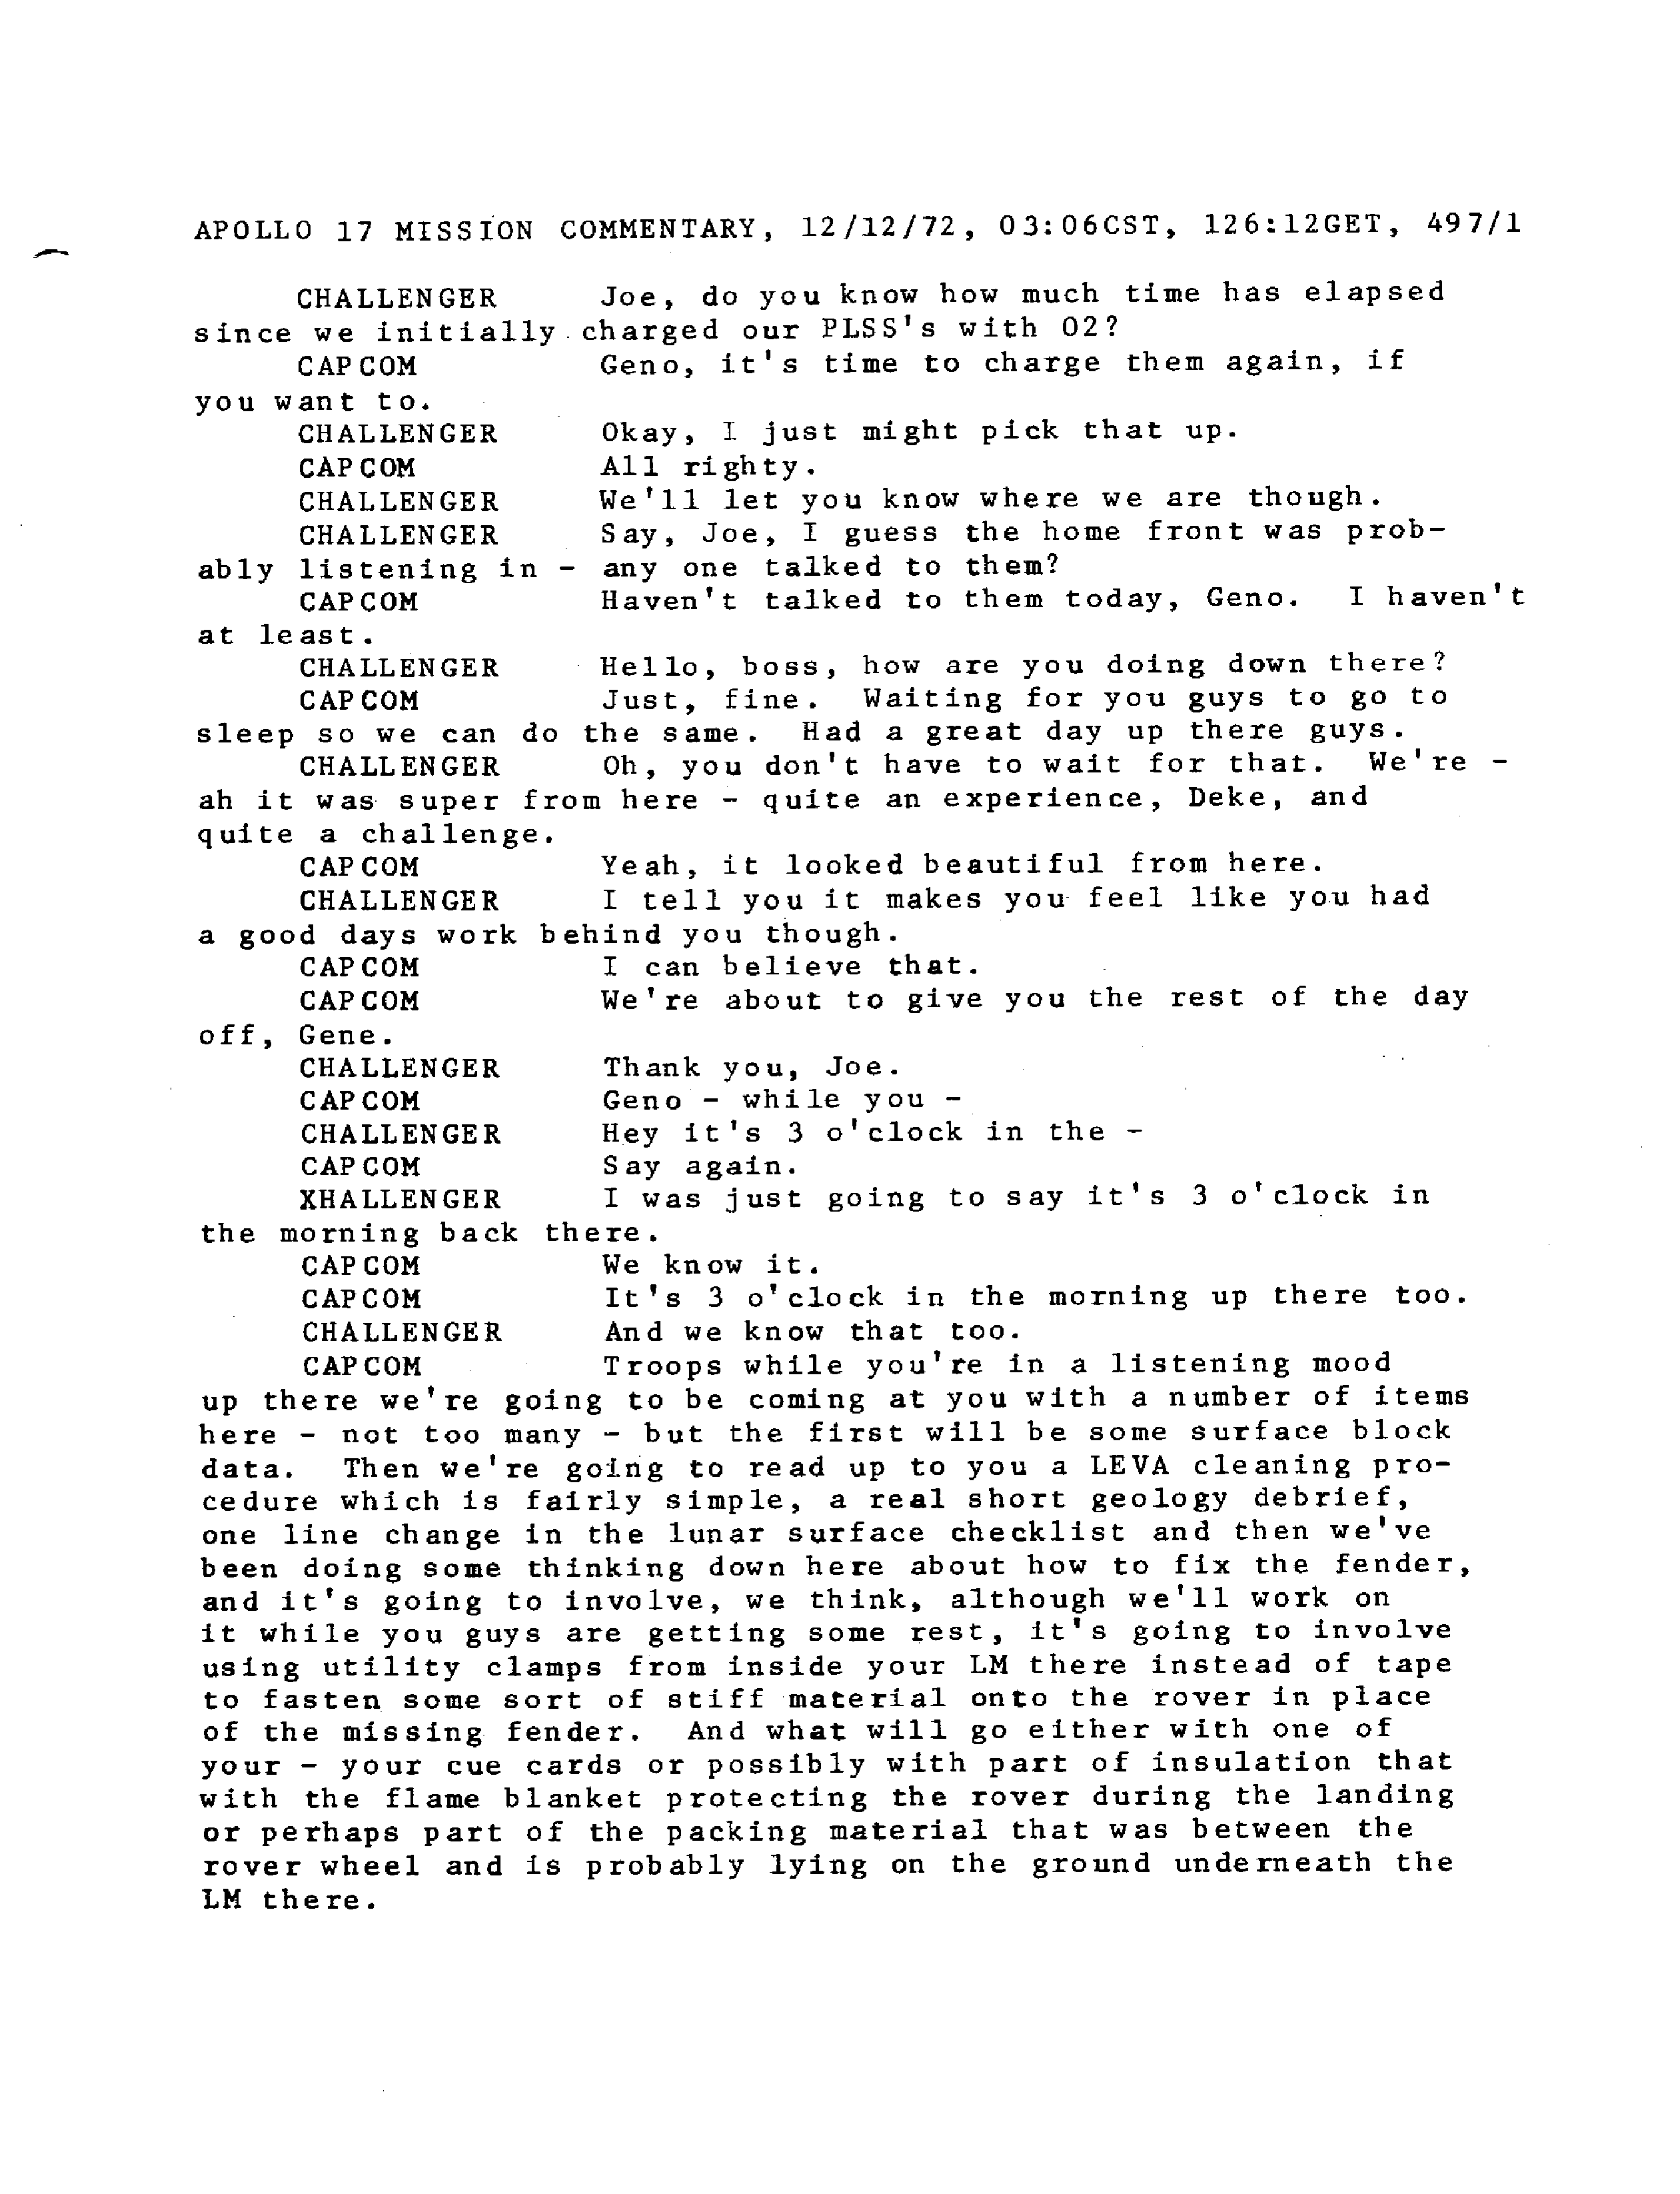 APOLLO 17 MISSION COMMENTARY, 12/12/72, 03:06CST, 126:12GET, 497/1
CHALLENGER Joe, do you know how much time has elapsed
since we initially charged our PLSS's with O2?
CAPCOM Geno, it's time to charge them again, if
you want to.
CHALLENGER Okay, I just might pick that up.
CAPCOM All righty.
CHALLENGER We'll let you know where we are though.
CHALLENGER Say, Joe, I guess the home front was prob-
ably listening in - any one talked to them?
CAPCOM Haven't talked to them today, Geno. I haven't
at least.
CHALLENGER Hello, boss, how are you doing down there?
CAPCOM Just, fine. Waiting for you guys to go to
sleep so we can do the same. Had a great day up there guys.
CHALLENGER Oh, you don't have to wait for that. We're -
ah it was super from here - quite an experience, Deke, and
quite a challenge.
CAPCOM Yeah, it looked beautiful from here.
CHALLENGER I tell you it makes you feel like you had
a good days work behind you though.
CAPCOM I can believe that.
CAPCOM We're about to give you the rest of the day
off, Gene.
CHALLENGER Thank you, Joe.
CAPCOM Geno - while you -
CHALLENGER Hey it's 3 o'clock in the -
CAPCOM Say again.
XHALLENGER I was just going to say it's 3 o'clock in
the morning back there.
CAPCOM We know it.
CAPCOM It's 3 o'clock in the morning up there too.
CHALLENGER And we know that too.
CAPCOM Troops while you're in a listening mood
up there we're going to be coming at you with a number of items
here - not too many - but the first will be some surface block
data. Then we're going to read up to you a LEVA cleaning pro-
cedure which is fairly simple, a real short geology debrief,
one line change in the lunar surface checklist and then we've
been doing some thinking down here about how to fix the fender,
and it's going to involve, we think, although we'll work on
it while you guys are getting some rest, it's going to involve
using utility clamps from inside your LM there instead of tape
to fasten some sort of stiff material onto the rover in place
of the missing fender. And what will go either with one of
your - your cue cards or possibly with part of insulation that
with the flame blanket protecting the rover during the landing
or perhaps part of the packing material that was between the
rover wheel and is probably lying on the ground underneath the
LM there.